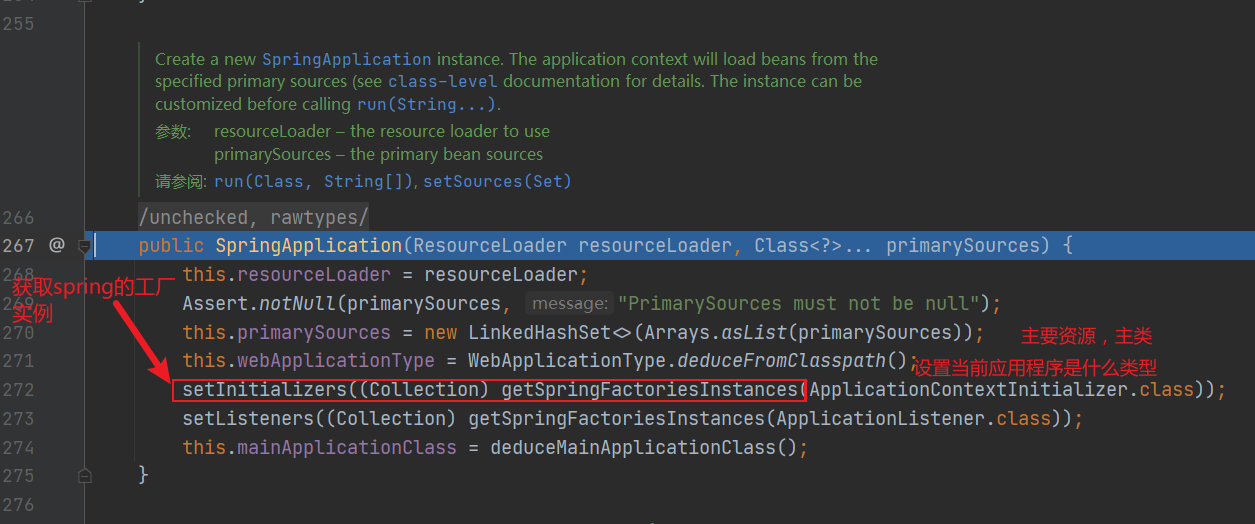 255
Create a new SpringApplication instance. The application context will load beans from the
specified primary sources (see class-level documentation for details. The instance can be
customized before calling run(String...).
参数: resourceLoader – the resource loader to use
primarySources – the primary bean sources
请参阅: run(Class, String[]), setSources(Set)
266 /unchecked, rawtypes/
267 @ public SpringApplication(ResourceLoader resourceLoader, Class<?>... primarySources) {
268 this.resourceLoader = resourceLoader;
获取spring的工厂
实例
269 Assert.notNull(primarySources, message: "PrimarySources must not be null");
270 this.primarySources = new LinkedHashSet<>(Arrays.asList(primarySources));
主要资源，主类
271 this.webApplicationType = WebApplicationType.deduceFromClasspath();
设置当前应用程序是什么类型
272 setInitializers((Collection) getSpringFactoriesInstances(ApplicationContextInitializer.class));
273 setListeners((Collection) getSpringFactoriesInstances(ApplicationListener.class));
274 this.mainApplicationClass = deduceMainApplicationClass();
275 }
276